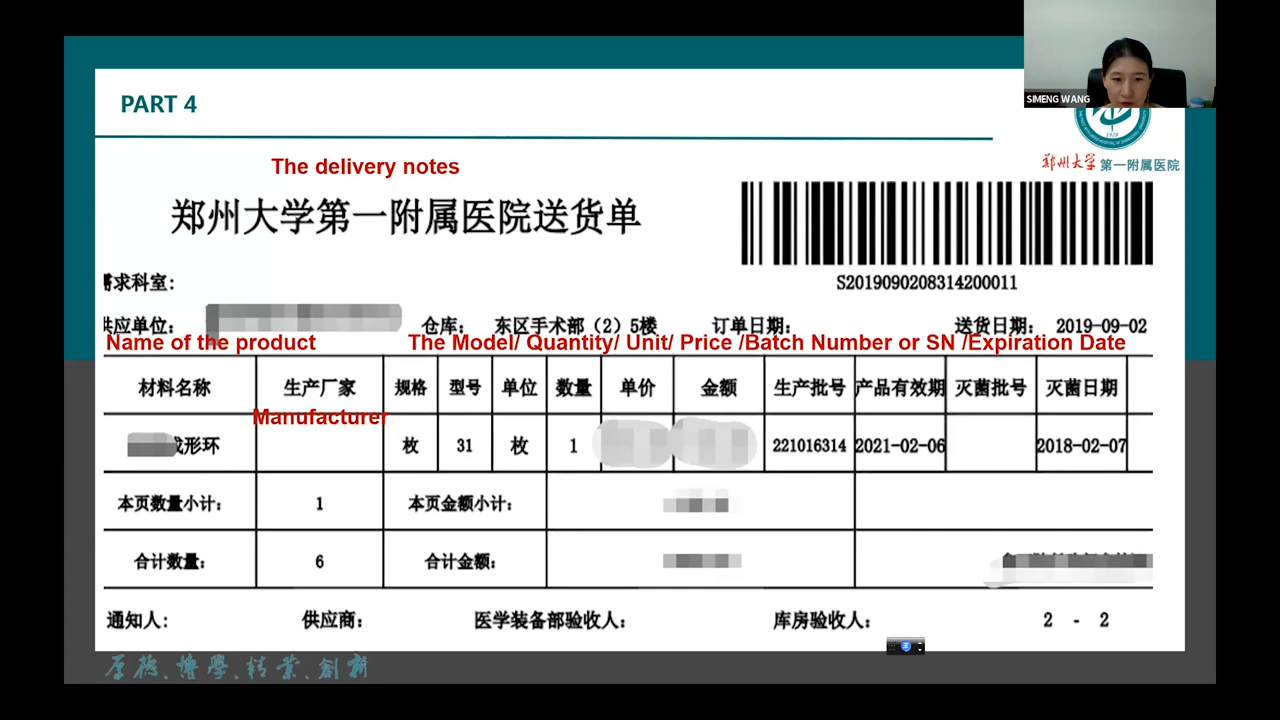 SIMENG WANG
PART 4
郑州大学 第一附属医院
The delivery notes
郑州大学第一附属医院送货单
S2019090208314200011
需求科室:
供应单位: 仓库: 东区手术部（2）5楼 订单日期: 送货日期: 2019-09-02
Name of the product The Model/ Quantity/ Unit/ Price /Batch Number or SN /Expiration Date
材料名称 生产厂家 规格 型号 单位 数量 单价 金额 生产批号 产品有效期 灭菌批号 灭菌日期
Manufacturer
成形环 枚 31 枚 1 221016314 2021-02-06 2018-02-07
本页数量小计: 1 本页金额小计:
合计数量: 6 合计金额:
通知人: 供应商: 医学装备部验收人: 库房验收人: 2 - 2
厚德、博學、精業、創新